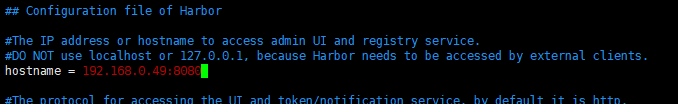 ## Configuration file of Harbor
#The IP address or hostname to access admin UI and registry service.
#DO NOT use localhost or 127.0.0.1, because Harbor needs to be accessed by external clients.
hostname = 192.168.0.49:8080
#The protocol for accessing the UI and token/notification service, by default it is http.